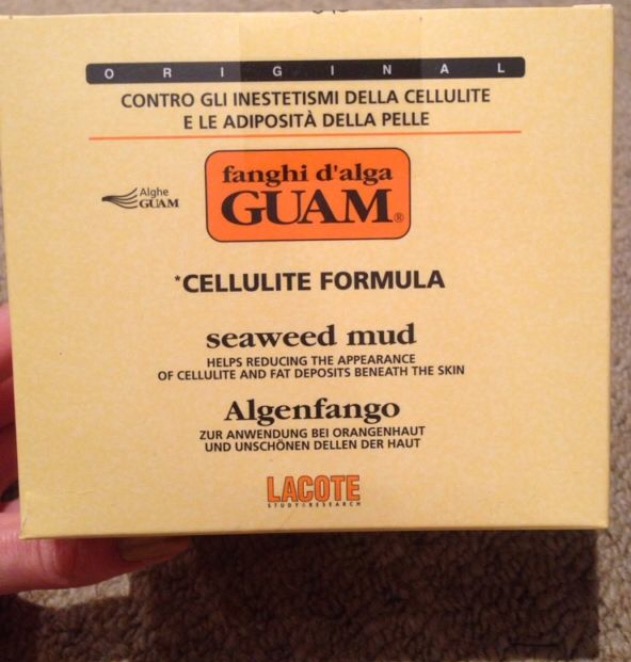 ORIGINAL
CONTRO GLI INESTETISMI DELLA CELLULITE
E LE ADIPOSITÀ DELLA PELLE
Alghe
GUAM
fanghi d'alga
GUAM®
*CELLULITE FORMULA
seaweed mud
HELPS REDUCING THE APPEARANCE
OF CELLULITE AND FAT DEPOSITS BENEATH THE SKIN
Algenfango
ZUR ANWENDUNG BEI ORANGENHAUT
UND UNSCHÖNEN DELLEN DER HAUT
LACOTE
STUDY&RESEARCH